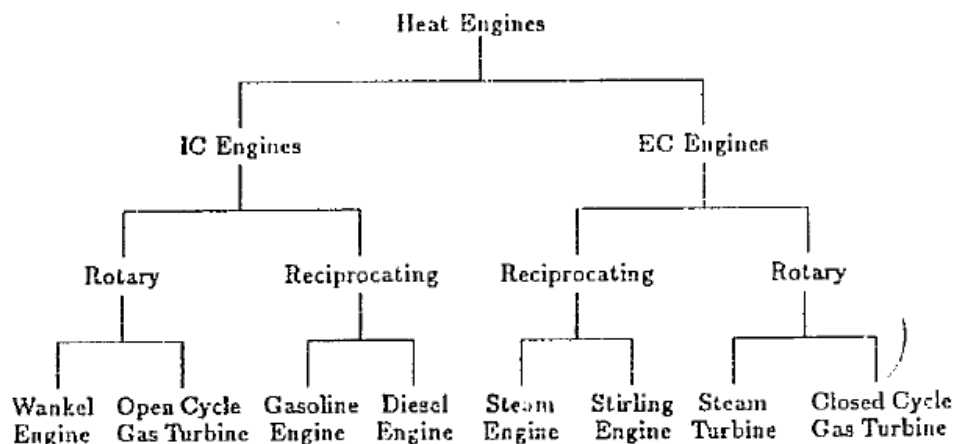 Heat Engines
IC Engines
EC Engines
Rotary
Reciprocating
Reciprocating
Rotary
Wankel
Engine
Open Cycle
Gas Turbine
Gasoline
Engine
Diesel
Engine
Steam
Engine
Stirling
Engine
Steam
Turbine
Closed Cycle
Gas Turbine